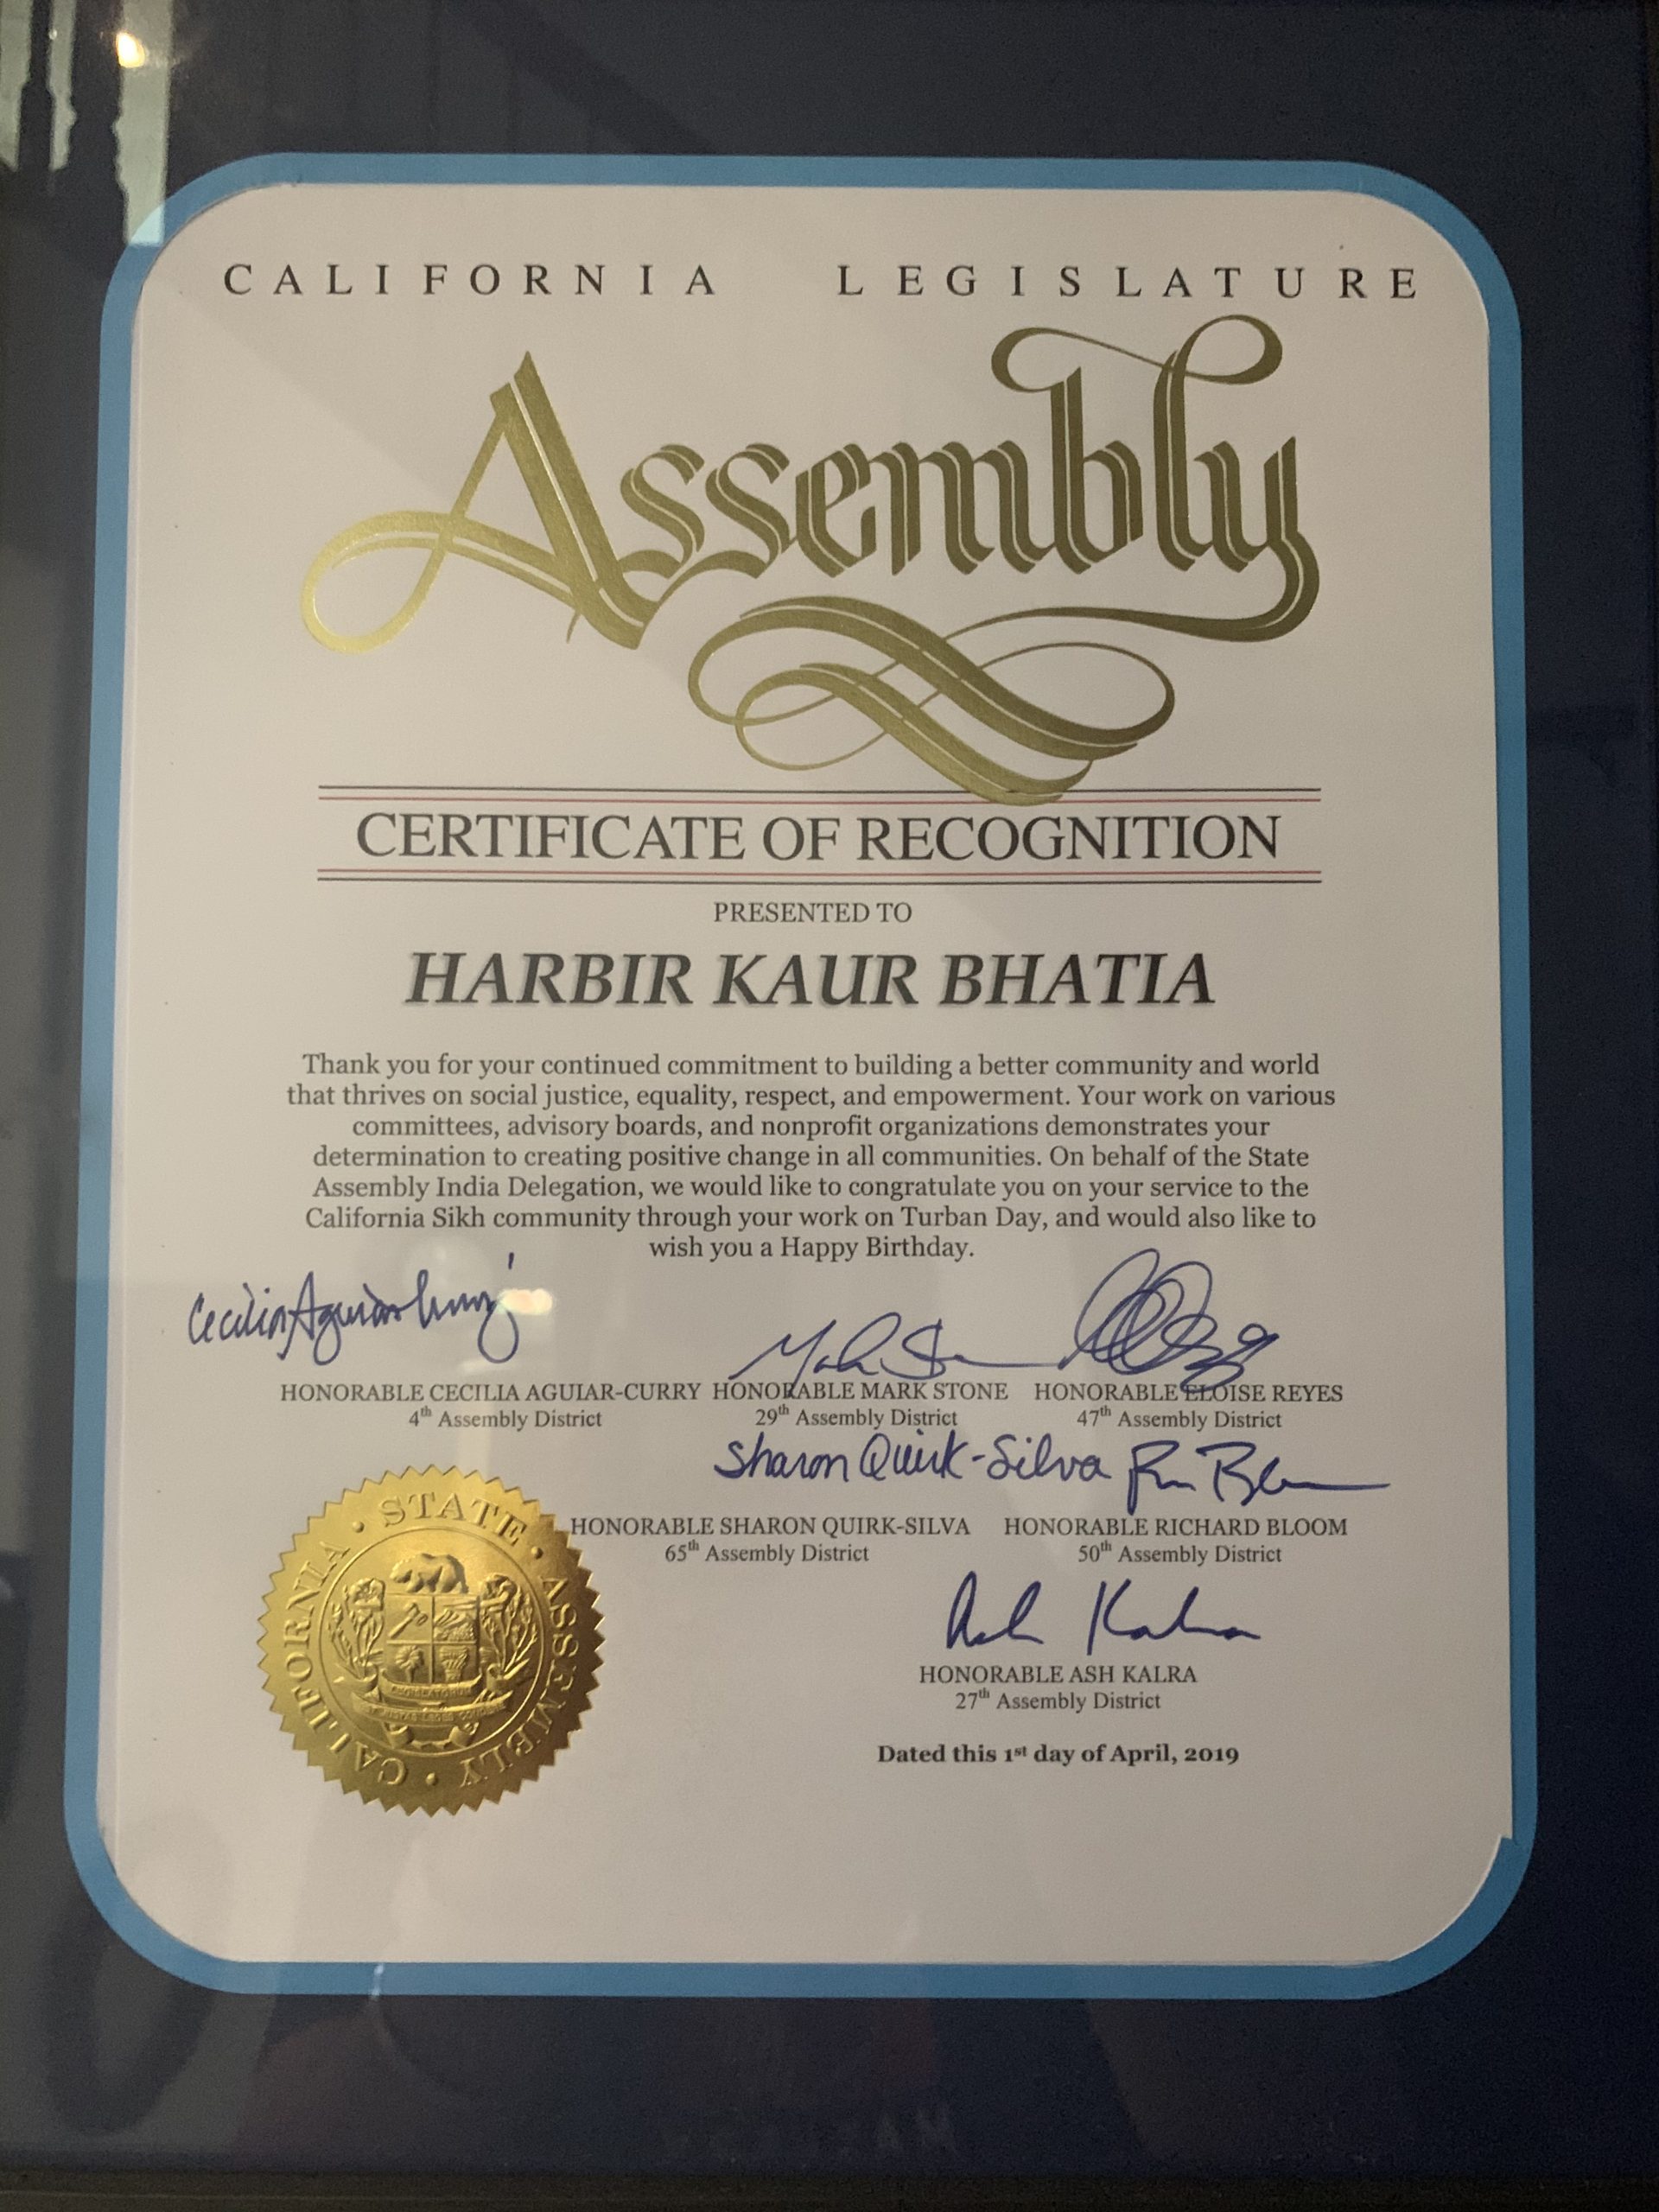 CALIFORNIA LEGISLATURE
Assembly
CERTIFICATE OF RECOGNITION
PRESENTED TO
HARBIR KAUR BHATIA
Thank you for your continued commitment to building a better community and world
that thrives on social justice, equality, respect, and empowerment. Your work on various
committees, advisory boards, and nonprofit organizations demonstrates your
determination to creating positive change in all communities. On behalf of the State
Assembly India Delegation, we would like to congratulate you on your service to the
California Sikh community through your work on Turban Day, and would also like to
wish you a Happy Birthday.
Cecilia Aguiar-Curry
HONORABLE CECILIA AGUIAR-CURRY HONORABLE MARK STONE HONORABLE ELOISE REYES
4th Assembly District 29th Assembly District 47th Assembly District
Sharon Quirk-Silva
HONORABLE SHARON QUIRK-SILVA HONORABLE RICHARD BLOOM
65th Assembly District 50th Assembly District
Ash Kalra
HONORABLE ASH KALRA
27th Assembly District
Dated this 1st day of April, 2019
CALIFORNIA · STATE · ASSEMBLY ·